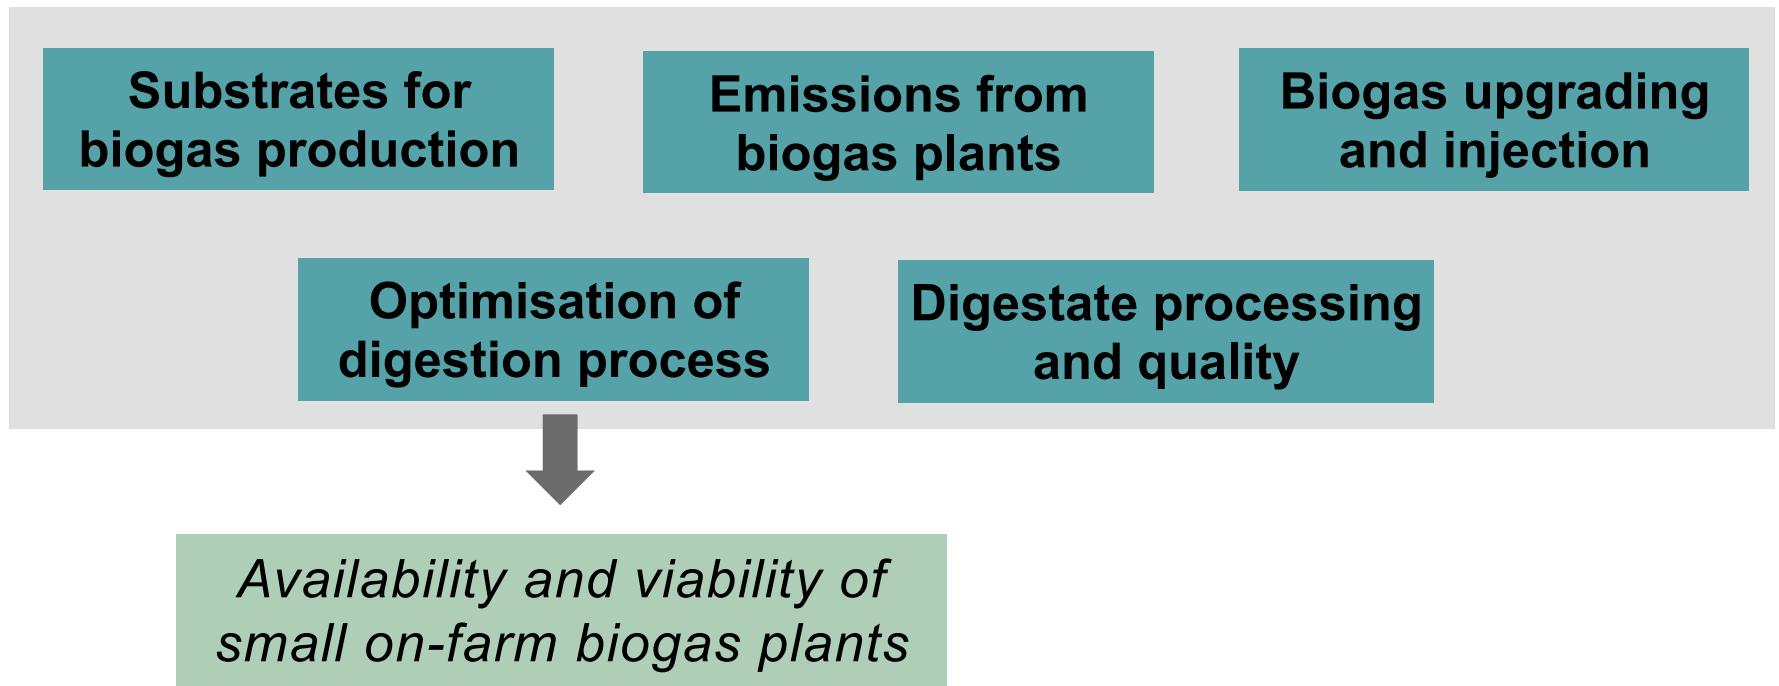 Substrates for
biogas production
Emissions from
biogas plants
Biogas upgrading
and injection
Optimisation of
digestion process
Digestate processing
and quality
Availability and viability of
small on-farm biogas plants